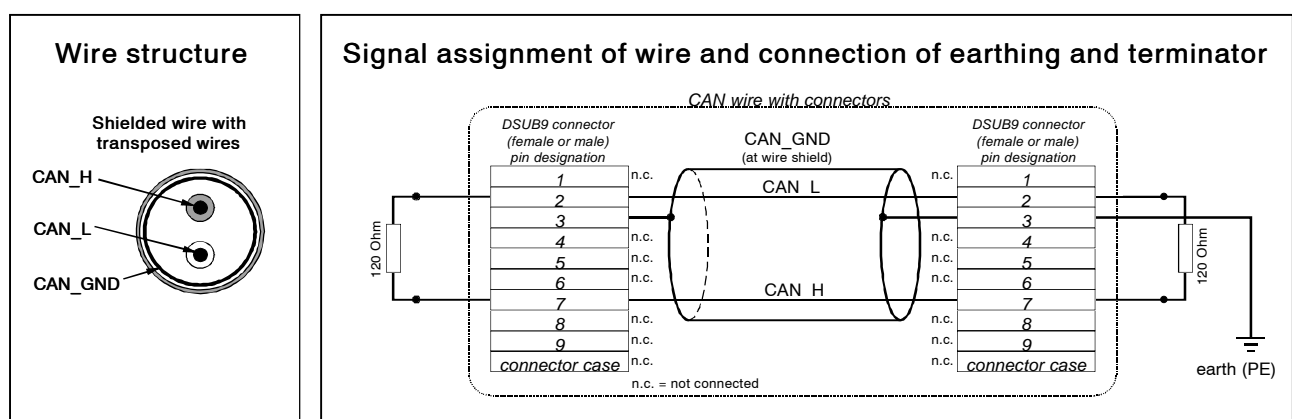 Wire structure
Shielded wire with
transposed wires
CAN_H
CAN_L
CAN_GND
Signal assignment of wire and connection of earthing and terminator
CAN wire with connectors
DSUB9 connector
(female or male)
pin designation
CAN_GND
(at wire shield)
DSUB9 connector
(female or male)
pin designation
1 n.c. n.c. 1
2 CAN_L 2
3 3
4 n.c. n.c. 4
5 n.c. n.c. 5
6 n.c. n.c. 6
7 CAN_H 7
8 n.c. n.c. 8
9 n.c. n.c. 9
connector case n.c. n.c. connector case
120 Ohm
120 Ohm
n.c. = not connected
earth (PE)